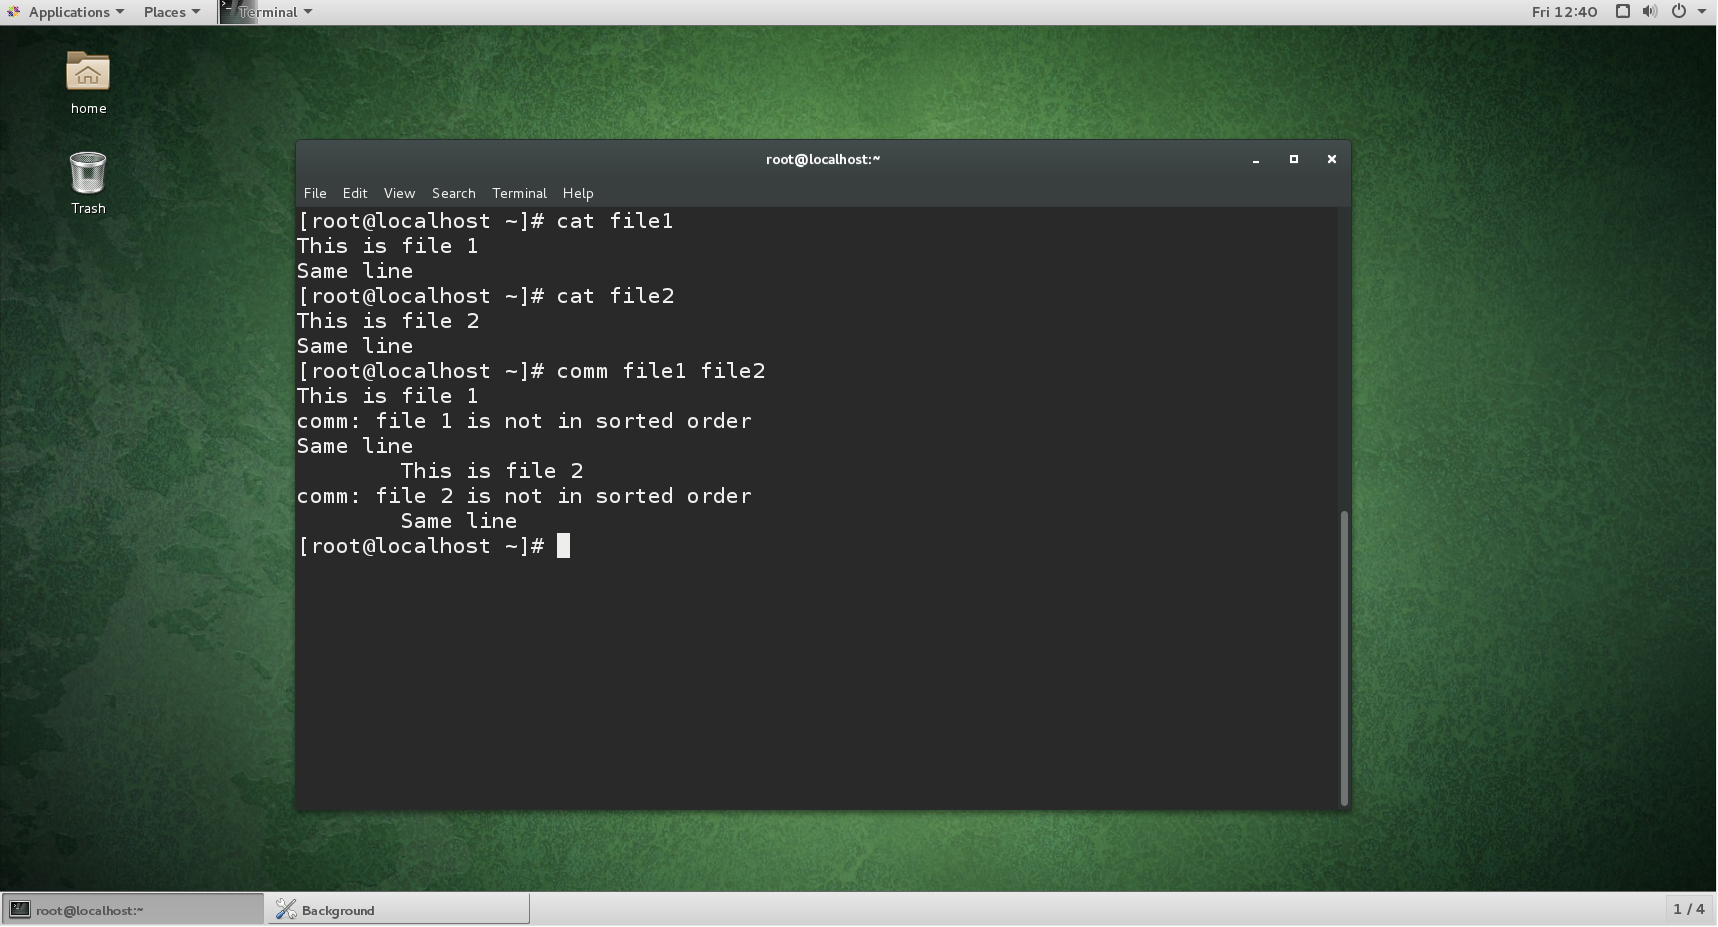 Applications Places Terminal Fri 12:40
home
Trash
root@localhost:~
File Edit View Search Terminal Help
[root@localhost ~]# cat file1
This is file 1
Same line
[root@localhost ~]# cat file2
This is file 2
Same line
[root@localhost ~]# comm file1 file2
This is file 1
comm: file 1 is not in sorted order
Same line
        This is file 2
comm: file 2 is not in sorted order
        Same line
[root@localhost ~]#
root@localhost:~ Background 1 / 4